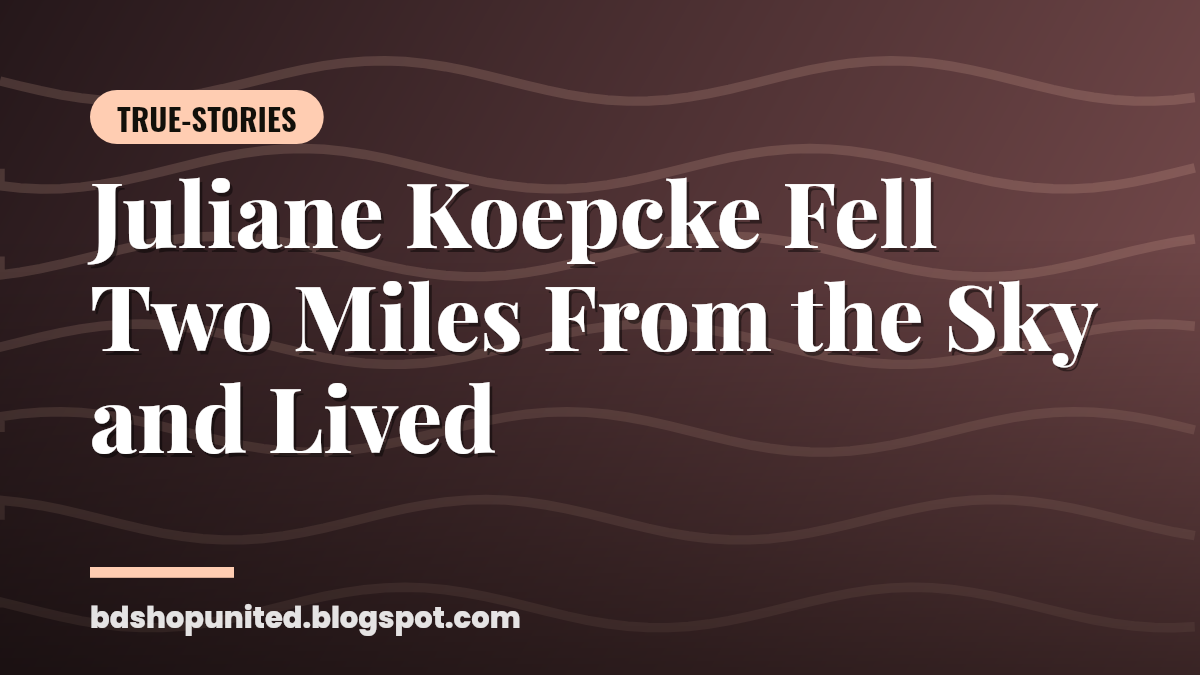 TRUE-STORIES
Juliane Koepcke Fell
Two Miles From the Sky
and Lived
bdshopunited.blogspot.com